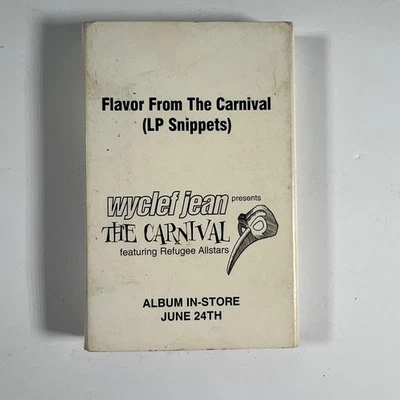 Flavor From The Carnival
(LP Snippets)
wyclef jean presents
THE CARNIVAL
featuring Refugee Allstars
ALBUM IN-STORE
JUNE 24TH